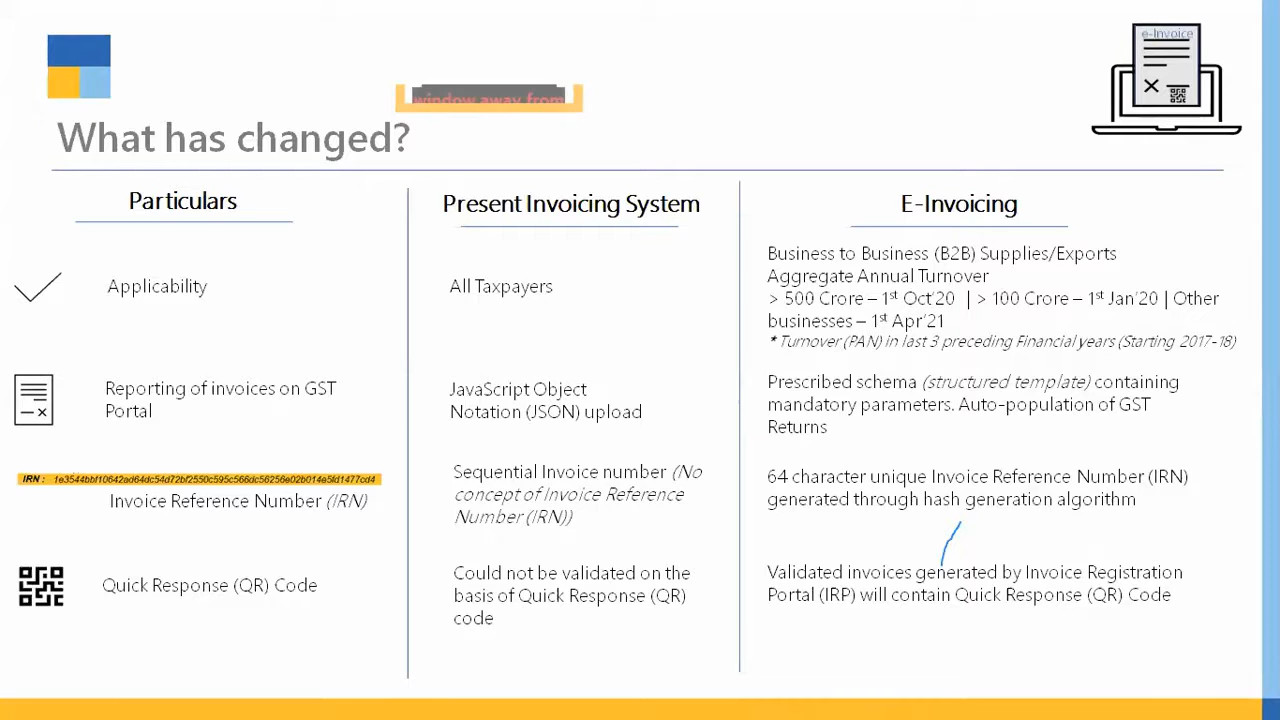 e-Invoice
window away from
What has changed?
Particulars
Present Invoicing System
E-Invoicing
Applicability
All Taxpayers
Business to Business (B2B) Supplies/Exports
Aggregate Annual Turnover
> 500 Crore – 1st Oct'20 | > 100 Crore – 1st Jan'20 | Other
businesses – 1st Apr'21
* Turnover (PAN) in last 3 preceding Financial years (Starting 2017-18)
Reporting of invoices on GST
Portal
JavaScript Object
Notation (JSON) upload
Prescribed schema (structured template) containing
mandatory parameters. Auto-population of GST
Returns
IRN : 1e3544bbf10642ad64dc54d72bf2550c595c566dc56256e02b014e5fd1477cd4
Invoice Reference Number (IRN)
Sequential Invoice number (No
concept of Invoice Reference
Number (IRN))
64 character unique Invoice Reference Number (IRN)
generated through hash generation algorithm
Quick Response (QR) Code
Could not be validated on the
basis of Quick Response (QR)
code
Validated invoices generated by Invoice Registration
Portal (IRP) will contain Quick Response (QR) Code